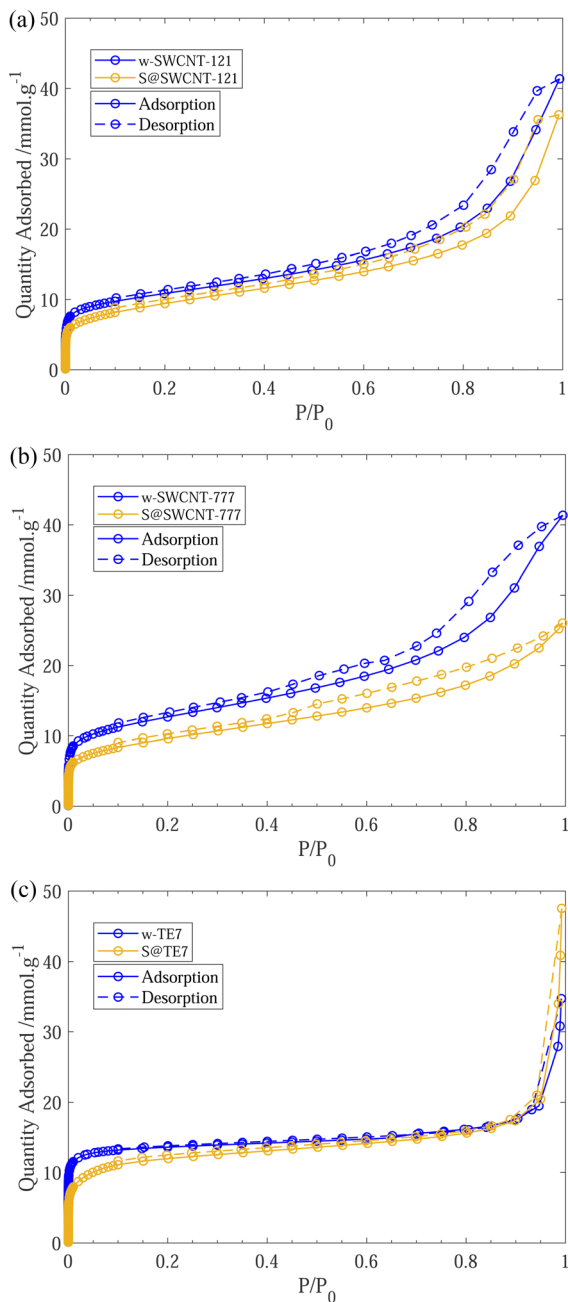 (a)
50
40
30
20
10
0
Quantity Adsorbed /mmol.g⁻¹
w-SWCNT-121
S@SWCNT-121
Adsorption
Desorption
0 0.2 0.4 0.6 0.8 1
P/P₀
(b)
50
40
30
20
10
0
Quantity Adsorbed /mmol.g⁻¹
w-SWCNT-777
S@SWCNT-777
Adsorption
Desorption
0 0.2 0.4 0.6 0.8 1
P/P₀
(c)
50
40
30
20
10
0
Quantity Adsorbed /mmol.g⁻¹
w-TE7
S@TE7
Adsorption
Desorption
0 0.2 0.4 0.6 0.8 1
P/P₀